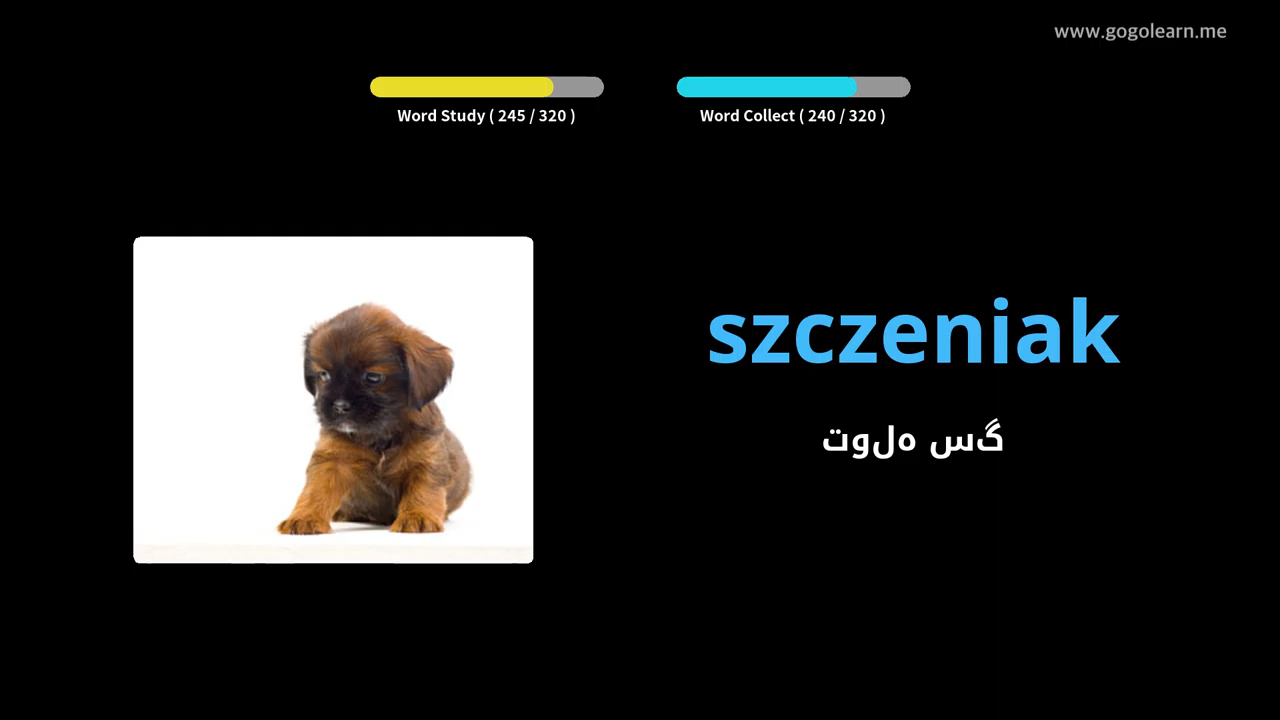 www.gogolearn.me
Word Study ( 245 / 320 )
Word Collect ( 240 / 320 )
szczeniak
گس هلوت